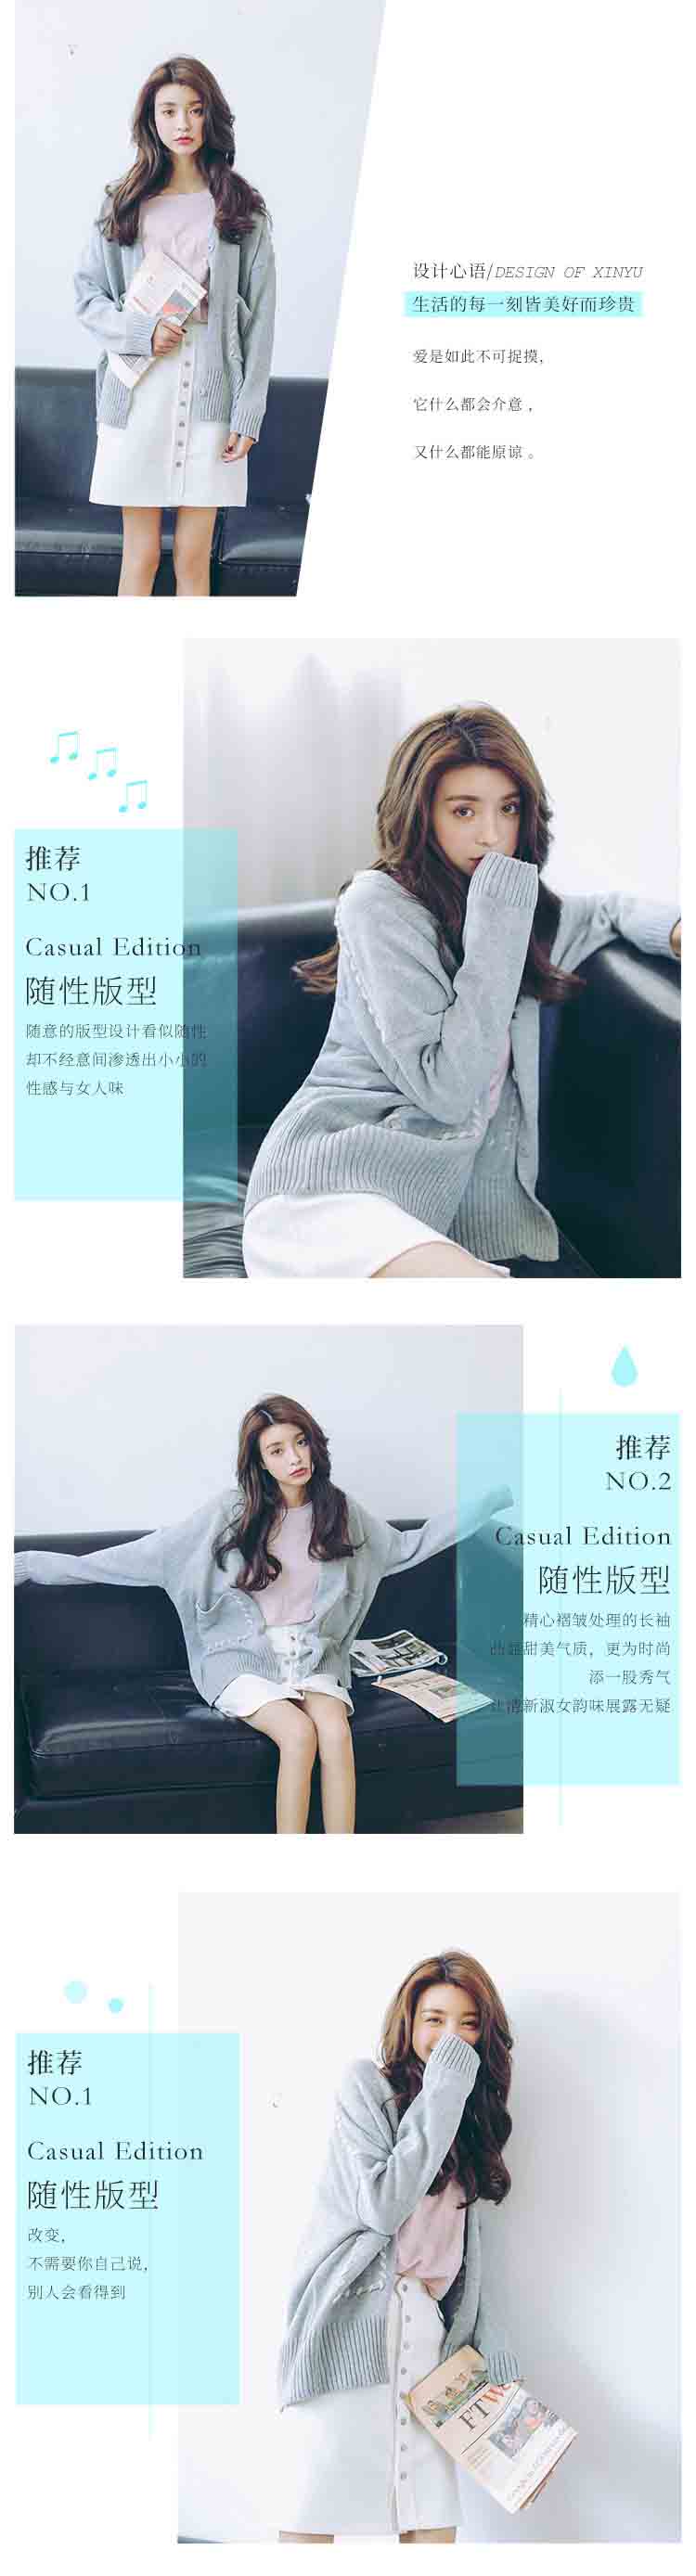 设计心语/DESIGN OF XINYU
生活的每一刻皆美好而珍贵
爱是如此不可捉摸，
它什么都会介意，
又什么都能原谅。
推荐
NO.1
Casual Edition
随性版型
随意的版型设计看似随性
却不经意间渗透出小小的
性感与女人味
推荐
NO.2
Casual Edition
随性版型
精心褶皱处理的长袖
凸显甜美气质，更为时尚
添一股秀气
让清新淑女韵味展露无疑
推荐
NO.1
Casual Edition
随性版型
改变，
不需要你自己说，
别人会看得到
FTW